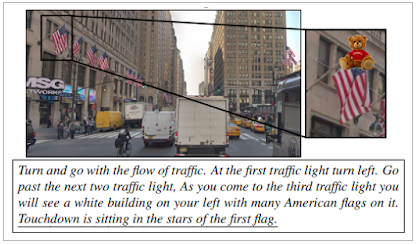 MSG
NETWORKS
Turn and go with the flow of traffic. At the first traffic light turn left. Go
past the next two traffic light, As you come to the third traffic light you
will see a white building on your left with many American flags on it.
Touchdown is sitting in the stars of the first flag.